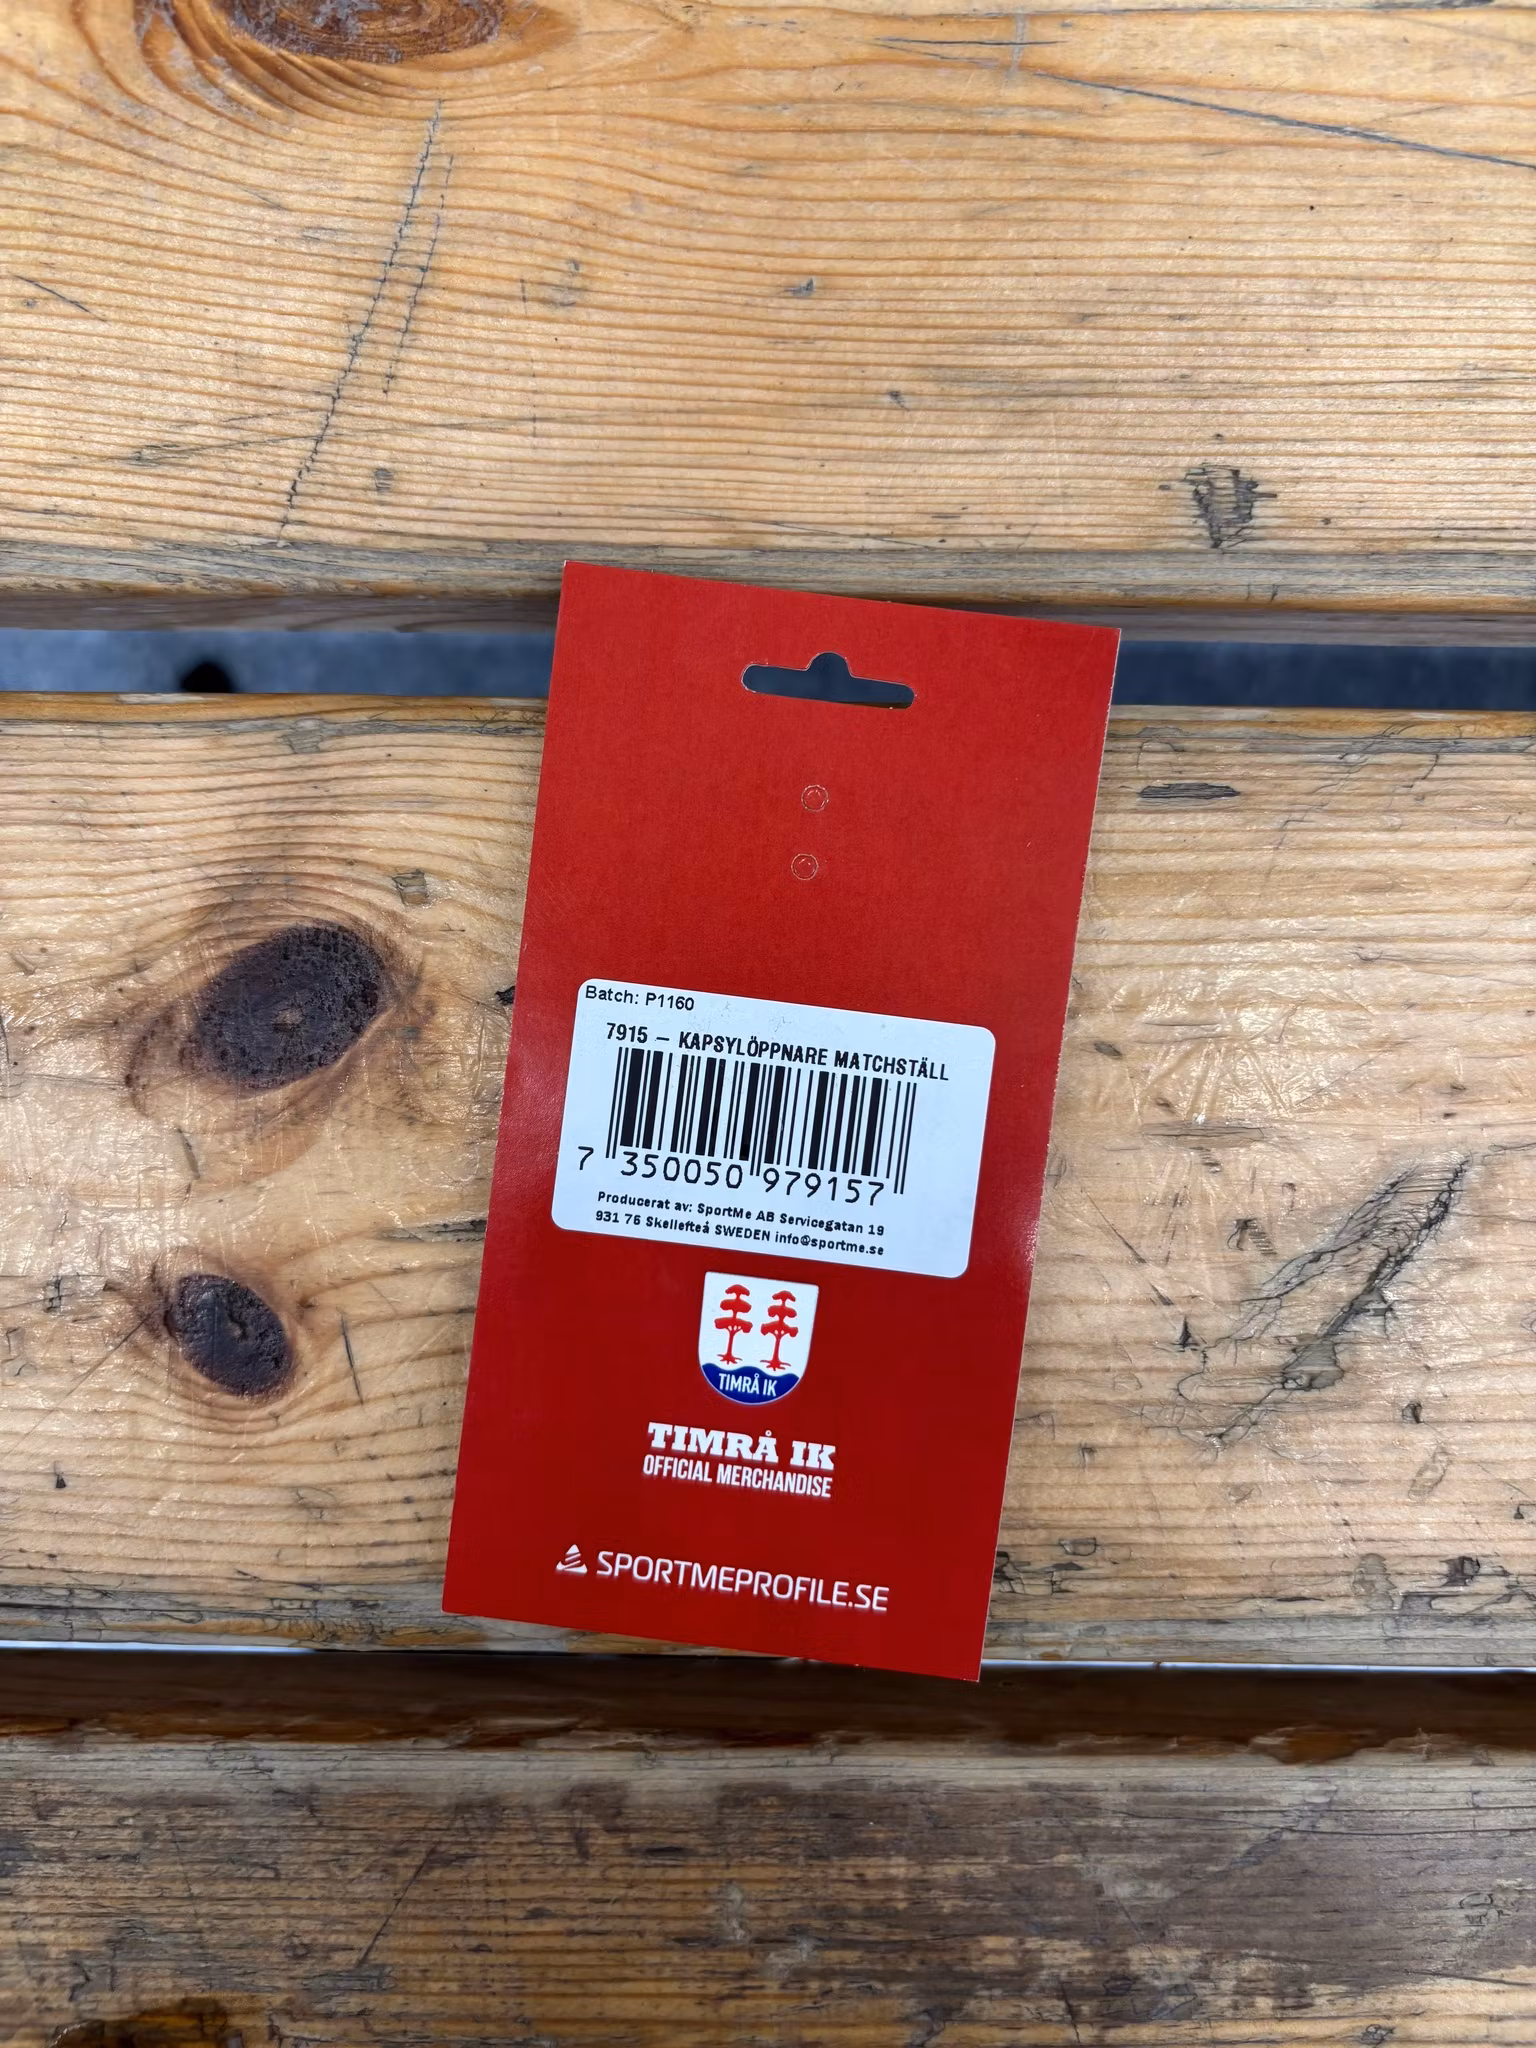 Batch: P1160
7915 – KAPSYLÖPPNARE MATCHSTÄLL
7 350050 979157
Producerat av: SportMe AB Servicegatan 19
931 76 Skellefteå SWEDEN info@sportme.se
TIMRÅ IK
TIMRÅ IK
OFFICIAL MERCHANDISE
SPORTMEPROFILE.SE